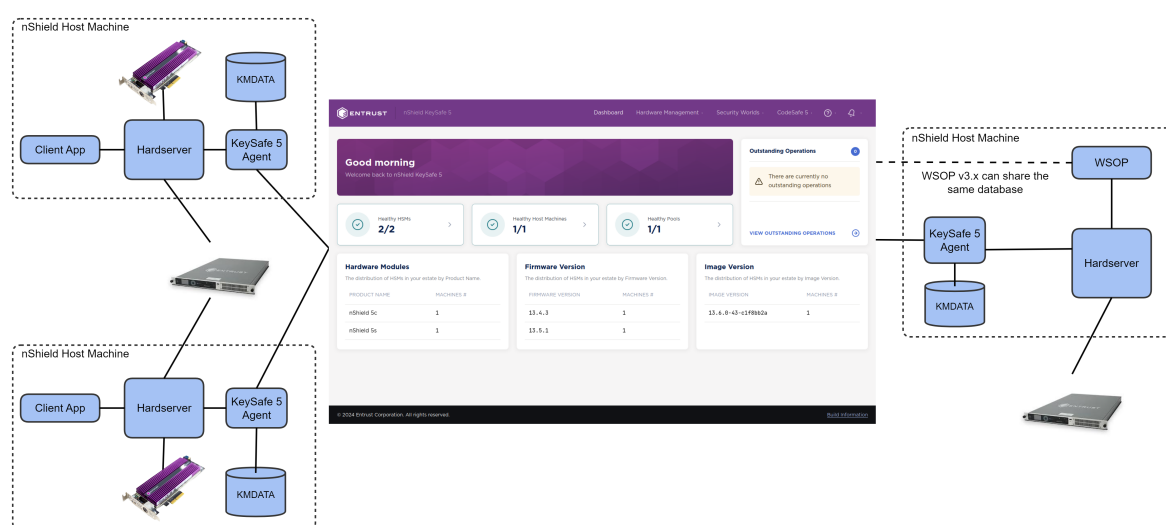 nShield Host Machine
KMDATA
Client App
Hardserver
KeySafe 5
Agent
ENTRUST
nShield KeySafe 5
Dashboard
Hardware Management
Security Worlds
CodeSafe 5
Good morning
Welcome back to nShield KeySafe 5
Outstanding Operations
0
There are currently no
outstanding operations
VIEW OUTSTANDING OPERATIONS
Healthy HSMs
2/2
Healthy Host Machines
1/1
Healthy Pools
1/1
Hardware Modules
The distribution of HSMs in your estate by Product Name.
PRODUCT NAME MACHINES #
nShield 5c 1
nShield 5s 1
Firmware Version
The distribution of HSMs in your estate by Firmware Version.
FIRMWARE VERSION MACHINES #
13.4.3 1
13.5.1 1
Image Version
The distribution of HSMs in your estate by Image Version.
IMAGE VERSION MACHINES #
13.6.0-43-c1f8bb2a 1
© 2024 Entrust Corporation. All rights reserved.
Build Information
nShield Host Machine
WSOP
WSOP v3.x can share the
same database
KeySafe 5
Agent
Hardserver
KMDATA
nShield Host Machine
Client App
Hardserver
KeySafe 5
Agent
KMDATA